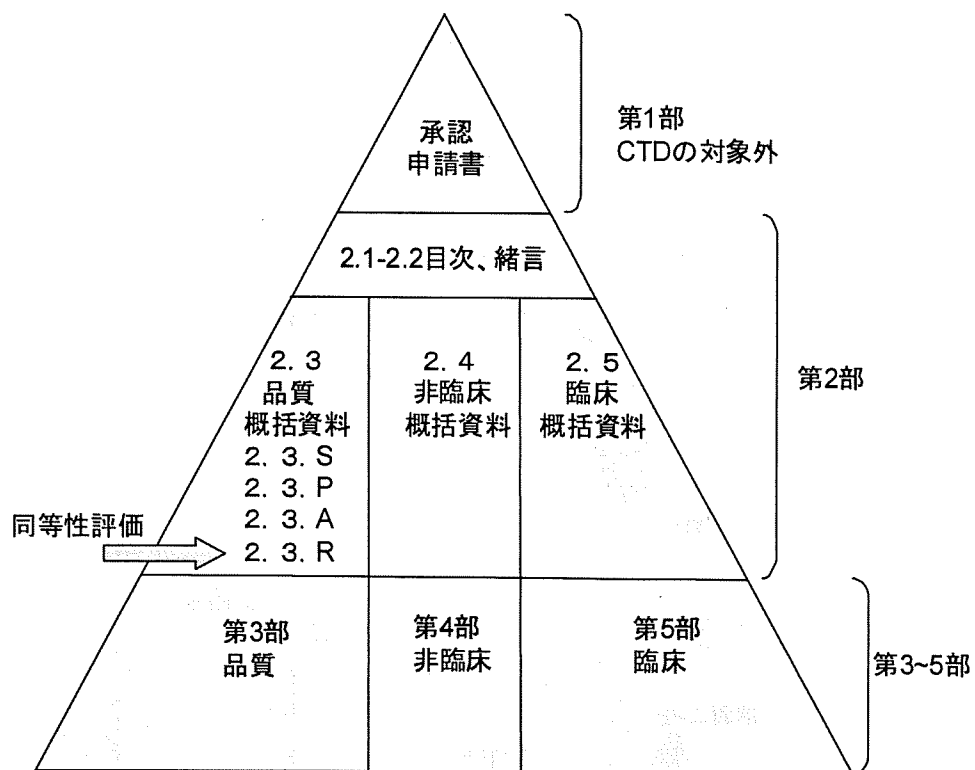 承認
申請書
第1部
CTDの対象外
2.1-2.2目次、緒言
2．3
品質
概括資料
2．3．S
2．3．P
2．3．A
2．3．R
2．4
非臨床
概括資料
2．5
臨床
概括資料
第2部
同等性評価
第3部
品質
第4部
非臨床
第5部
臨床
第3~5部